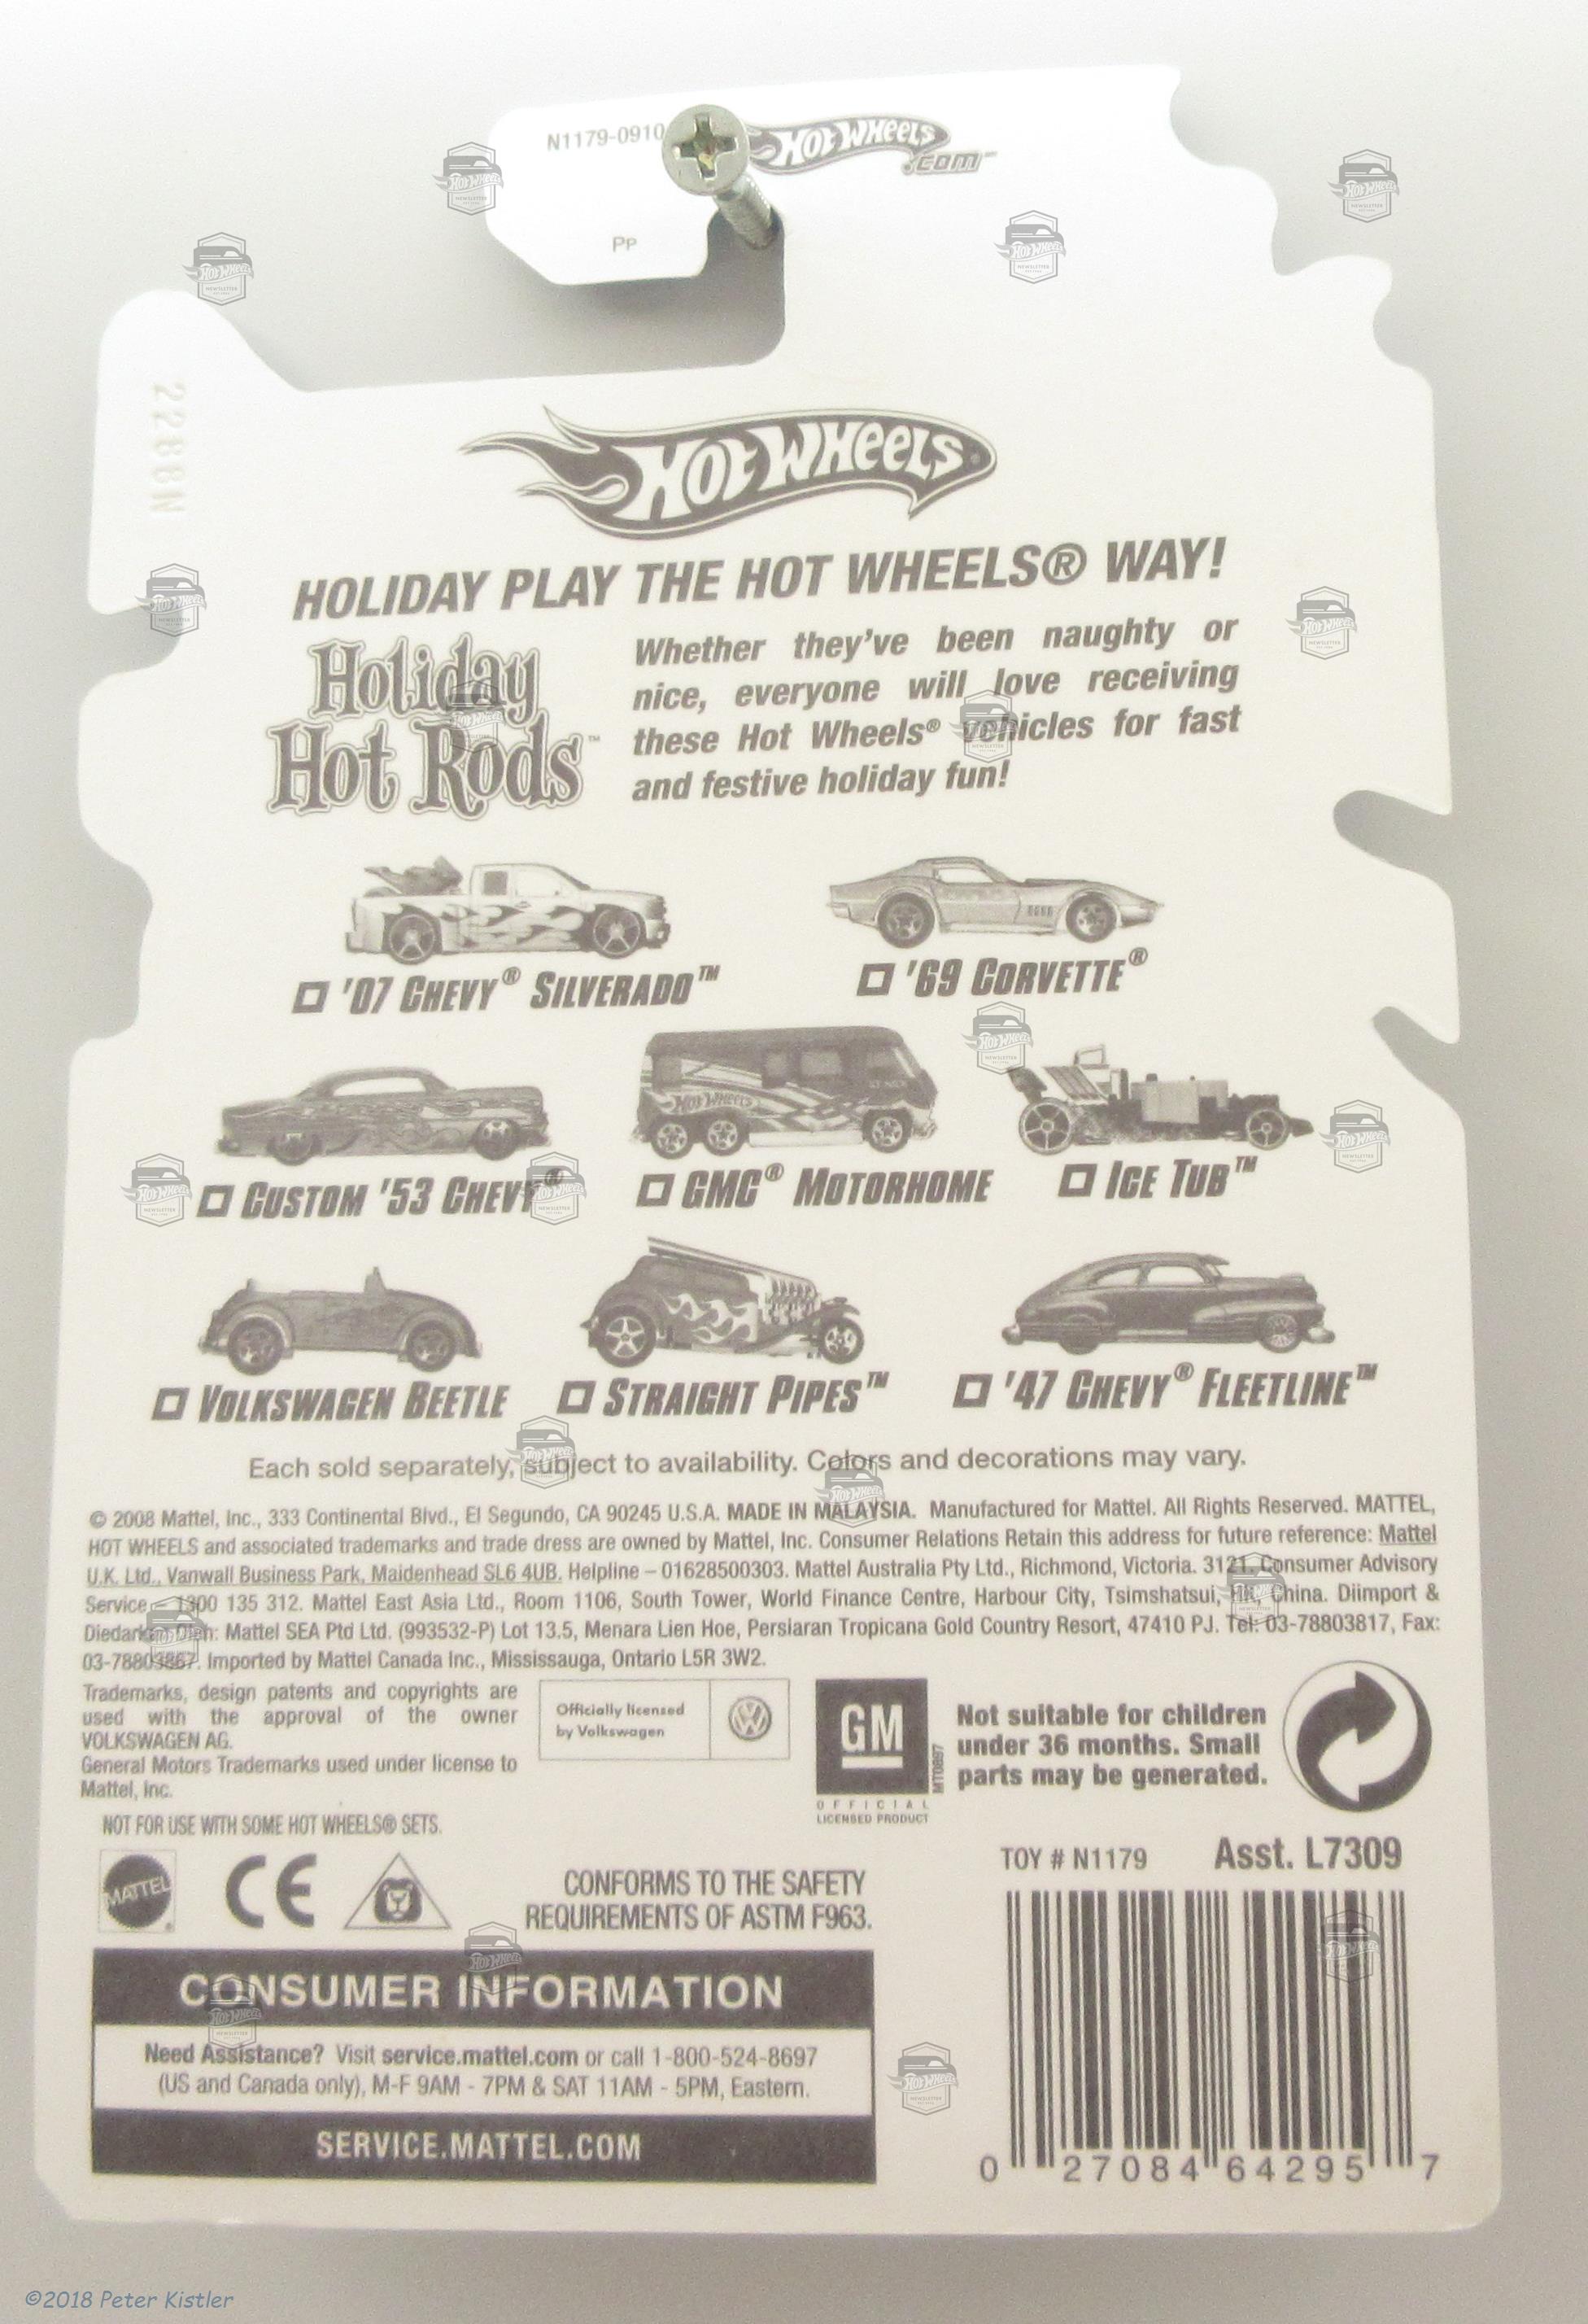 N1179-0910
Hot Wheels
.com™
Pp
22B8N
Hot Wheels
HOLIDAY PLAY THE HOT WHEELS® WAY!
Holiday
Hot Rods™
Whether they've been naughty or
nice, everyone will love receiving
these Hot Wheels® vehicles for fast
and festive holiday fun!
'07 CHEVY® SILVERADO™
'69 CORVETTE®
CUSTOM '53 CHEVY®
GMC® MOTORHOME
ICE TUB™
VOLKSWAGEN BEETLE
STRAIGHT PIPES™
'47 CHEVY® FLEETLINE™
Each sold separately, subject to availability. Colors and decorations may vary.
© 2008 Mattel, Inc., 333 Continental Blvd., El Segundo, CA 90245 U.S.A. MADE IN MALAYSIA. Manufactured for Mattel. All Rights Reserved. MATTEL,
HOT WHEELS and associated trademarks and trade dress are owned by Mattel, Inc. Consumer Relations Retain this address for future reference: Mattel
U.K. Ltd., Vanwall Business Park, Maidenhead SL6 4UB. Helpline – 01628500303. Mattel Australia Pty Ltd., Richmond, Victoria. 3121. Consumer Advisory
Service - 1300 135 312. Mattel East Asia Ltd., Room 1106, South Tower, World Finance Centre, Harbour City, Tsimshatsui, HK, China. Diimport &
Diedarkan Oleh: Mattel SEA Ptd Ltd. (993532-P) Lot 13.5, Menara Lien Hoe, Persiaran Tropicana Gold Country Resort, 47410 PJ. Tel: 03-78803817, Fax:
03-78803867. Imported by Mattel Canada Inc., Mississauga, Ontario L5R 3W2.
Trademarks, design patents and copyrights are
used with the approval of the owner
VOLKSWAGEN AG.
General Motors Trademarks used under license to
Mattel, Inc.
Officially licensed
by Volkswagen
GM
MT0897
OFFICIAL
LICENSED PRODUCT
Not suitable for children
under 36 months. Small
parts may be generated.
NOT FOR USE WITH SOME HOT WHEELS® SETS.
MATTEL
CE
CONFORMS TO THE SAFETY
REQUIREMENTS OF ASTM F963.
TOY # N1179 Asst. L7309
CONSUMER INFORMATION
Need Assistance? Visit service.mattel.com or call 1-800-524-8697
(US and Canada only), M-F 9AM - 7PM & SAT 11AM - 5PM, Eastern.
SERVICE.MATTEL.COM
0 27084 64295 7
©2018 Peter Kistler